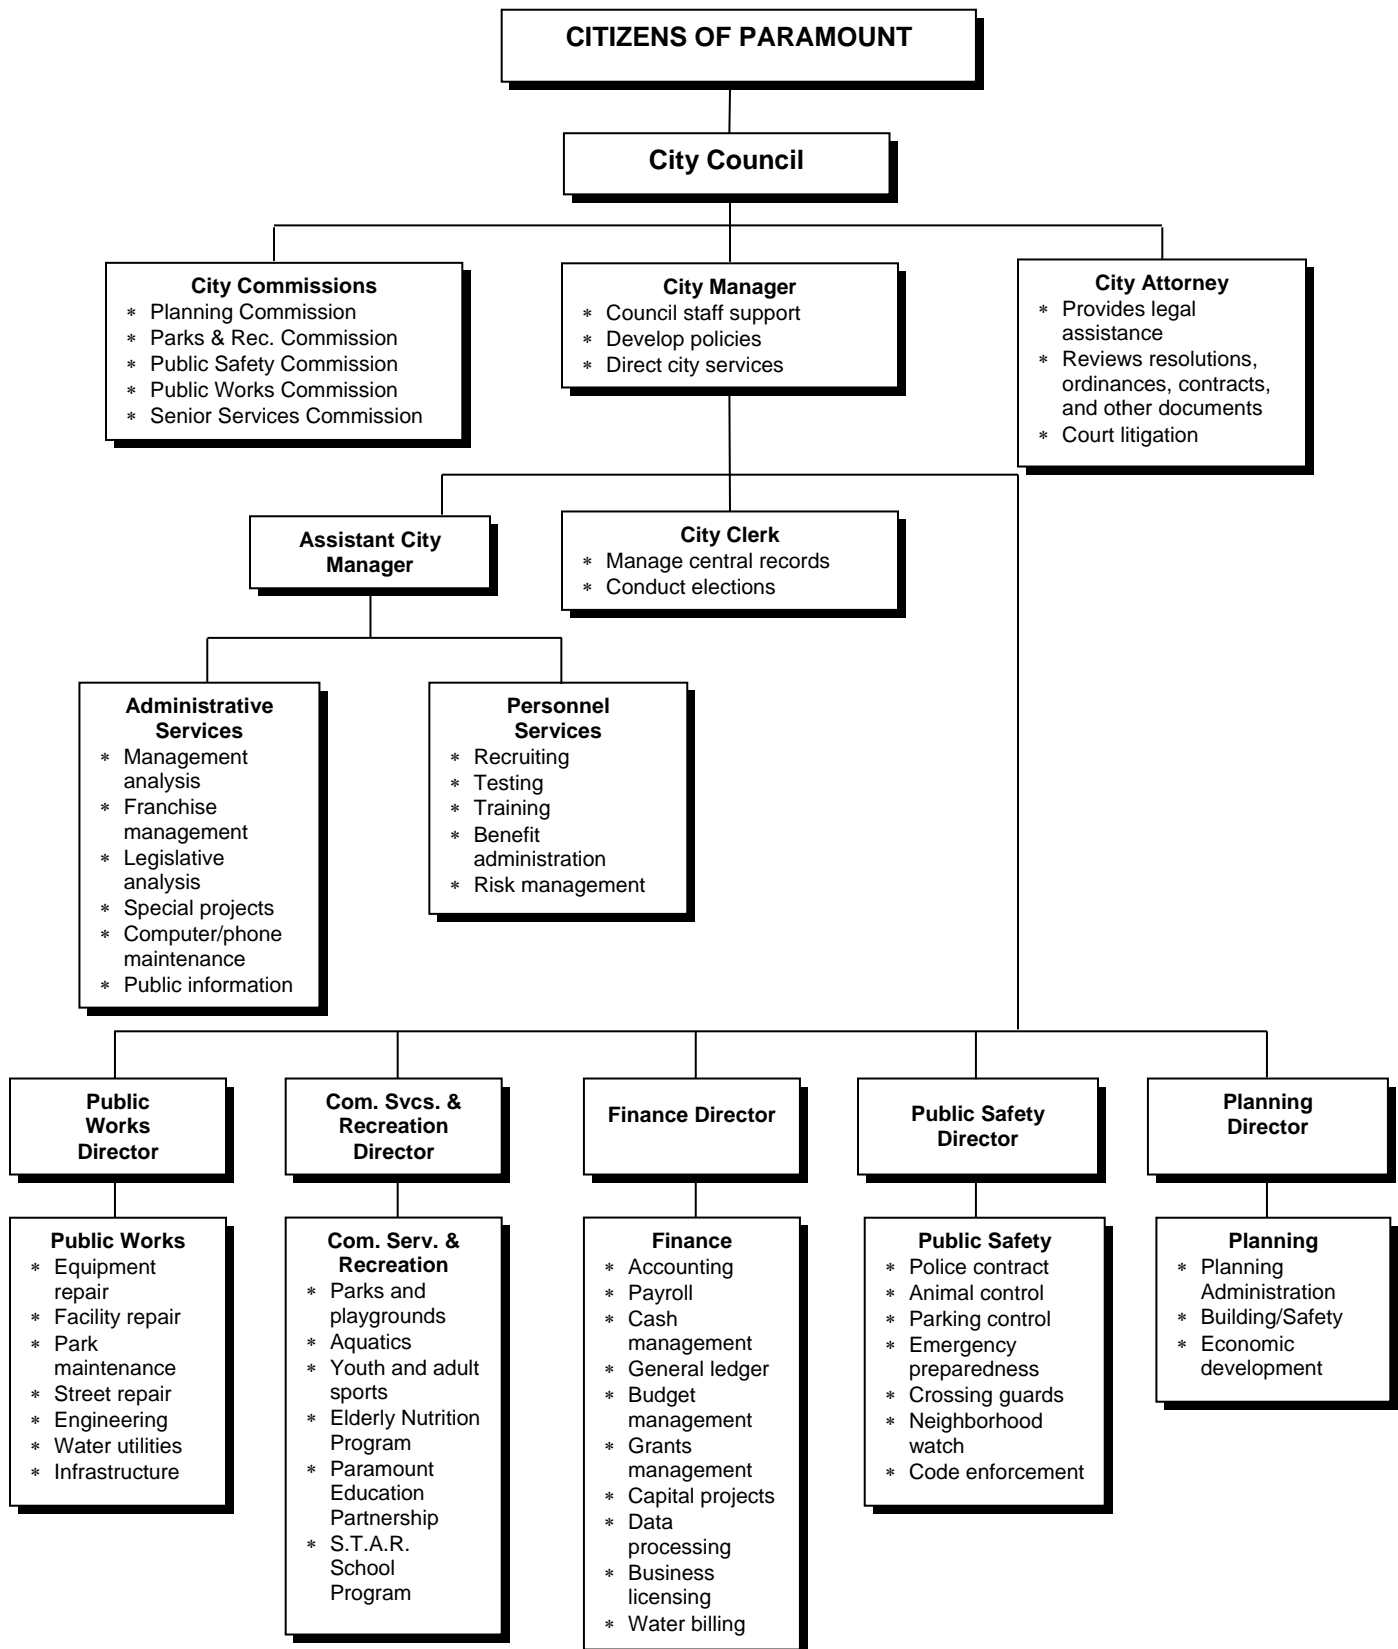 CITIZENS OF PARAMOUNT
City Council
City Commissions
* Planning Commission
* Parks & Rec. Commission
* Public Safety Commission
* Public Works Commission
* Senior Services Commission
City Manager
* Council staff support
* Develop policies
* Direct city services
City Attorney
* Provides legal
assistance
* Reviews resolutions,
ordinances, contracts,
and other documents
* Court litigation
Assistant City
Manager
City Clerk
* Manage central records
* Conduct elections
Administrative
Services
* Management
analysis
* Franchise
management
* Legislative
analysis
* Special projects
* Computer/phone
maintenance
* Public information
Personnel
Services
* Recruiting
* Testing
* Training
* Benefit
administration
* Risk management
Public
Works
Director
Com. Svcs. &
Recreation
Director
Finance Director
Public Safety
Director
Planning
Director
Public Works
* Equipment
repair
* Facility repair
* Park
maintenance
* Street repair
* Engineering
* Water utilities
* Infrastructure
Com. Serv. &
Recreation
* Parks and
playgrounds
* Aquatics
* Youth and adult
sports
* Elderly Nutrition
Program
* Paramount
Education
Partnership
* S.T.A.R.
School
Program
Finance
* Accounting
* Payroll
* Cash
management
* General ledger
* Budget
management
* Grants
management
* Capital projects
* Data
processing
* Business
licensing
* Water billing
Public Safety
* Police contract
* Animal control
* Parking control
* Emergency
preparedness
* Crossing guards
* Neighborhood
watch
* Code enforcement
Planning
* Planning
Administration
* Building/Safety
* Economic
development